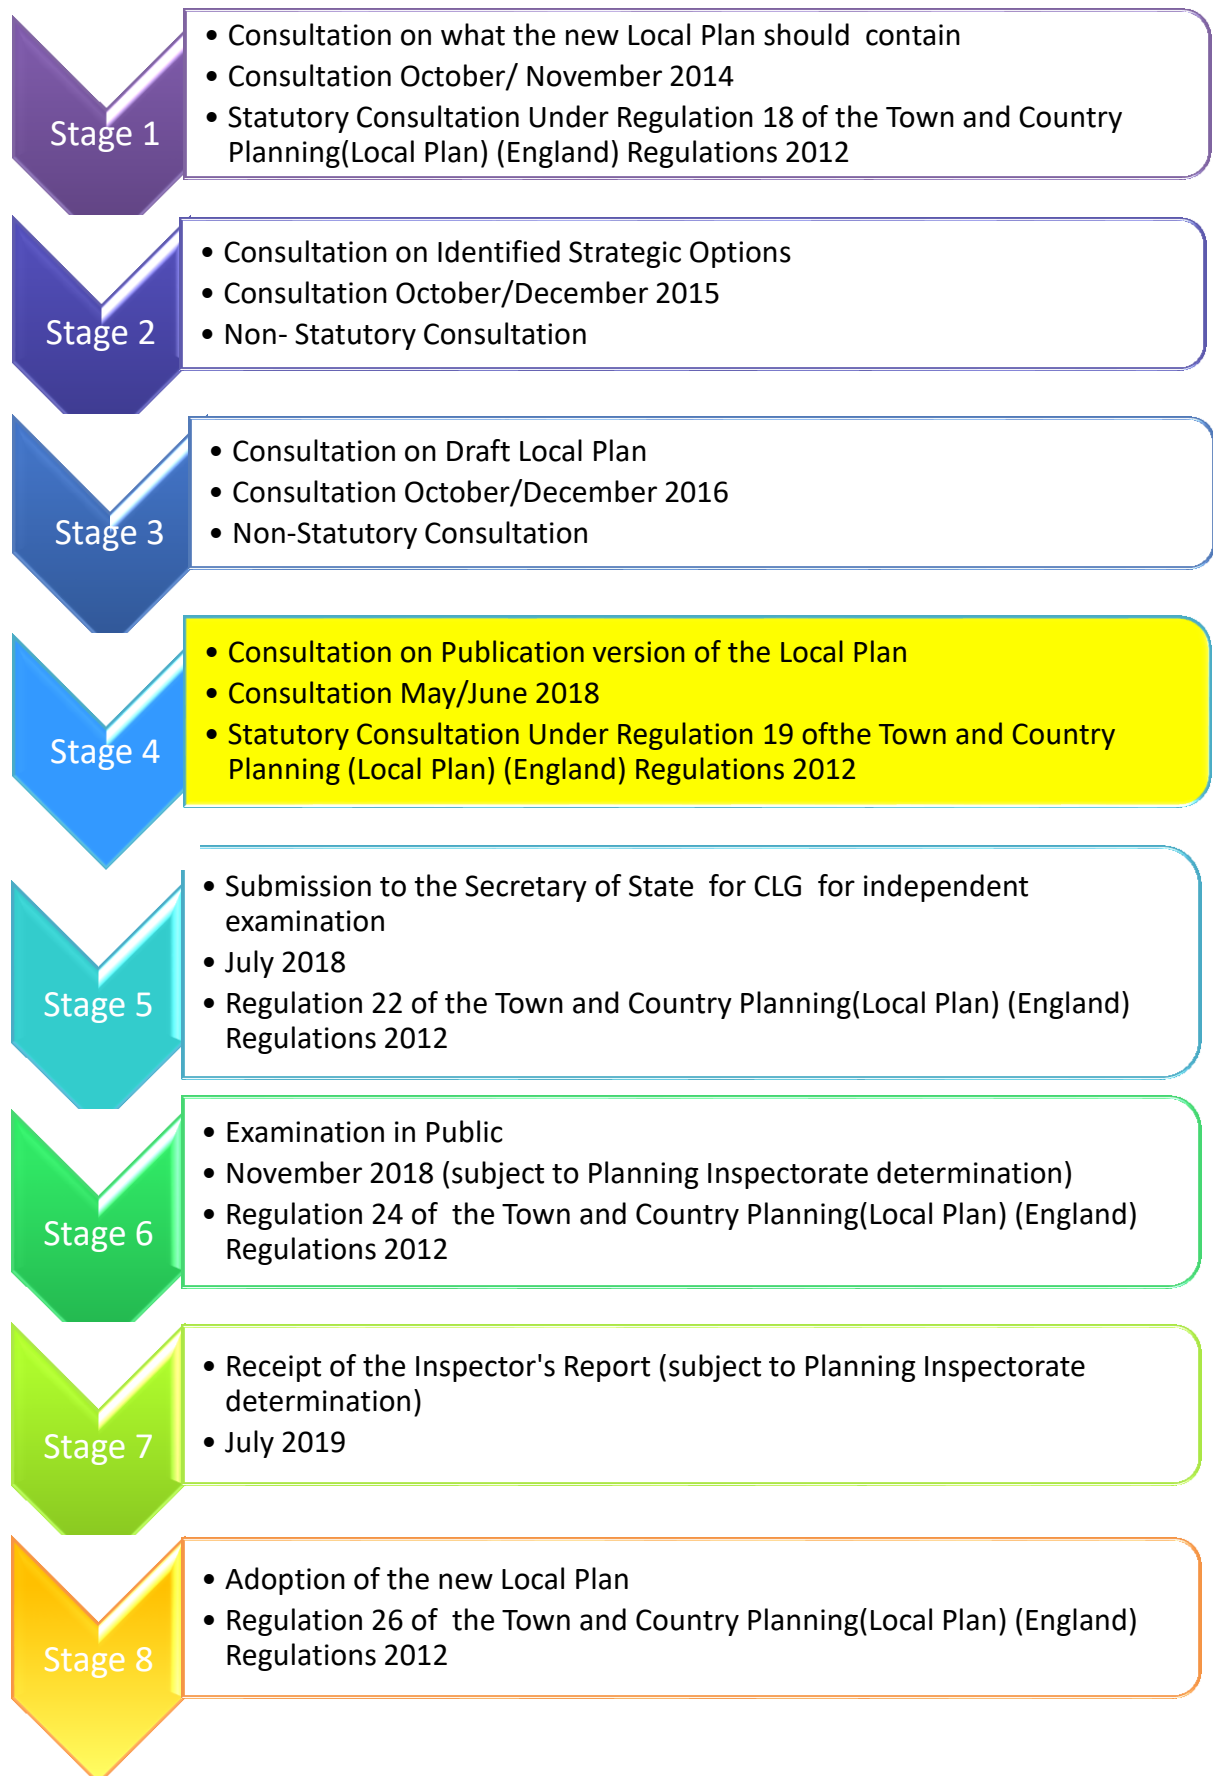 Stage 1
• Consultation on what the new Local Plan should  contain
• Consultation October/ November 2014
• Statutory Consultation Under Regulation 18 of the Town and Country
Planning(Local Plan) (England) Regulations 2012
Stage 2
• Consultation on Identified Strategic Options
• Consultation October/December 2015
• Non- Statutory Consultation
Stage 3
• Consultation on Draft Local Plan
• Consultation October/December 2016
• Non-Statutory Consultation
Stage 4
• Consultation on Publication version of the Local Plan
• Consultation May/June 2018
• Statutory Consultation Under Regulation 19 ofthe Town and Country
Planning (Local Plan) (England) Regulations 2012
Stage 5
• Submission to the Secretary of State  for CLG  for independent
examination
• July 2018
• Regulation 22 of the Town and Country Planning(Local Plan) (England)
Regulations 2012
Stage 6
• Examination in Public
• November 2018 (subject to Planning Inspectorate determination)
• Regulation 24 of  the Town and Country Planning(Local Plan) (England)
Regulations 2012
Stage 7
• Receipt of the Inspector's Report (subject to Planning Inspectorate
determination)
• July 2019
Stage 8
• Adoption of the new Local Plan
• Regulation 26 of  the Town and Country Planning(Local Plan) (England)
Regulations 2012